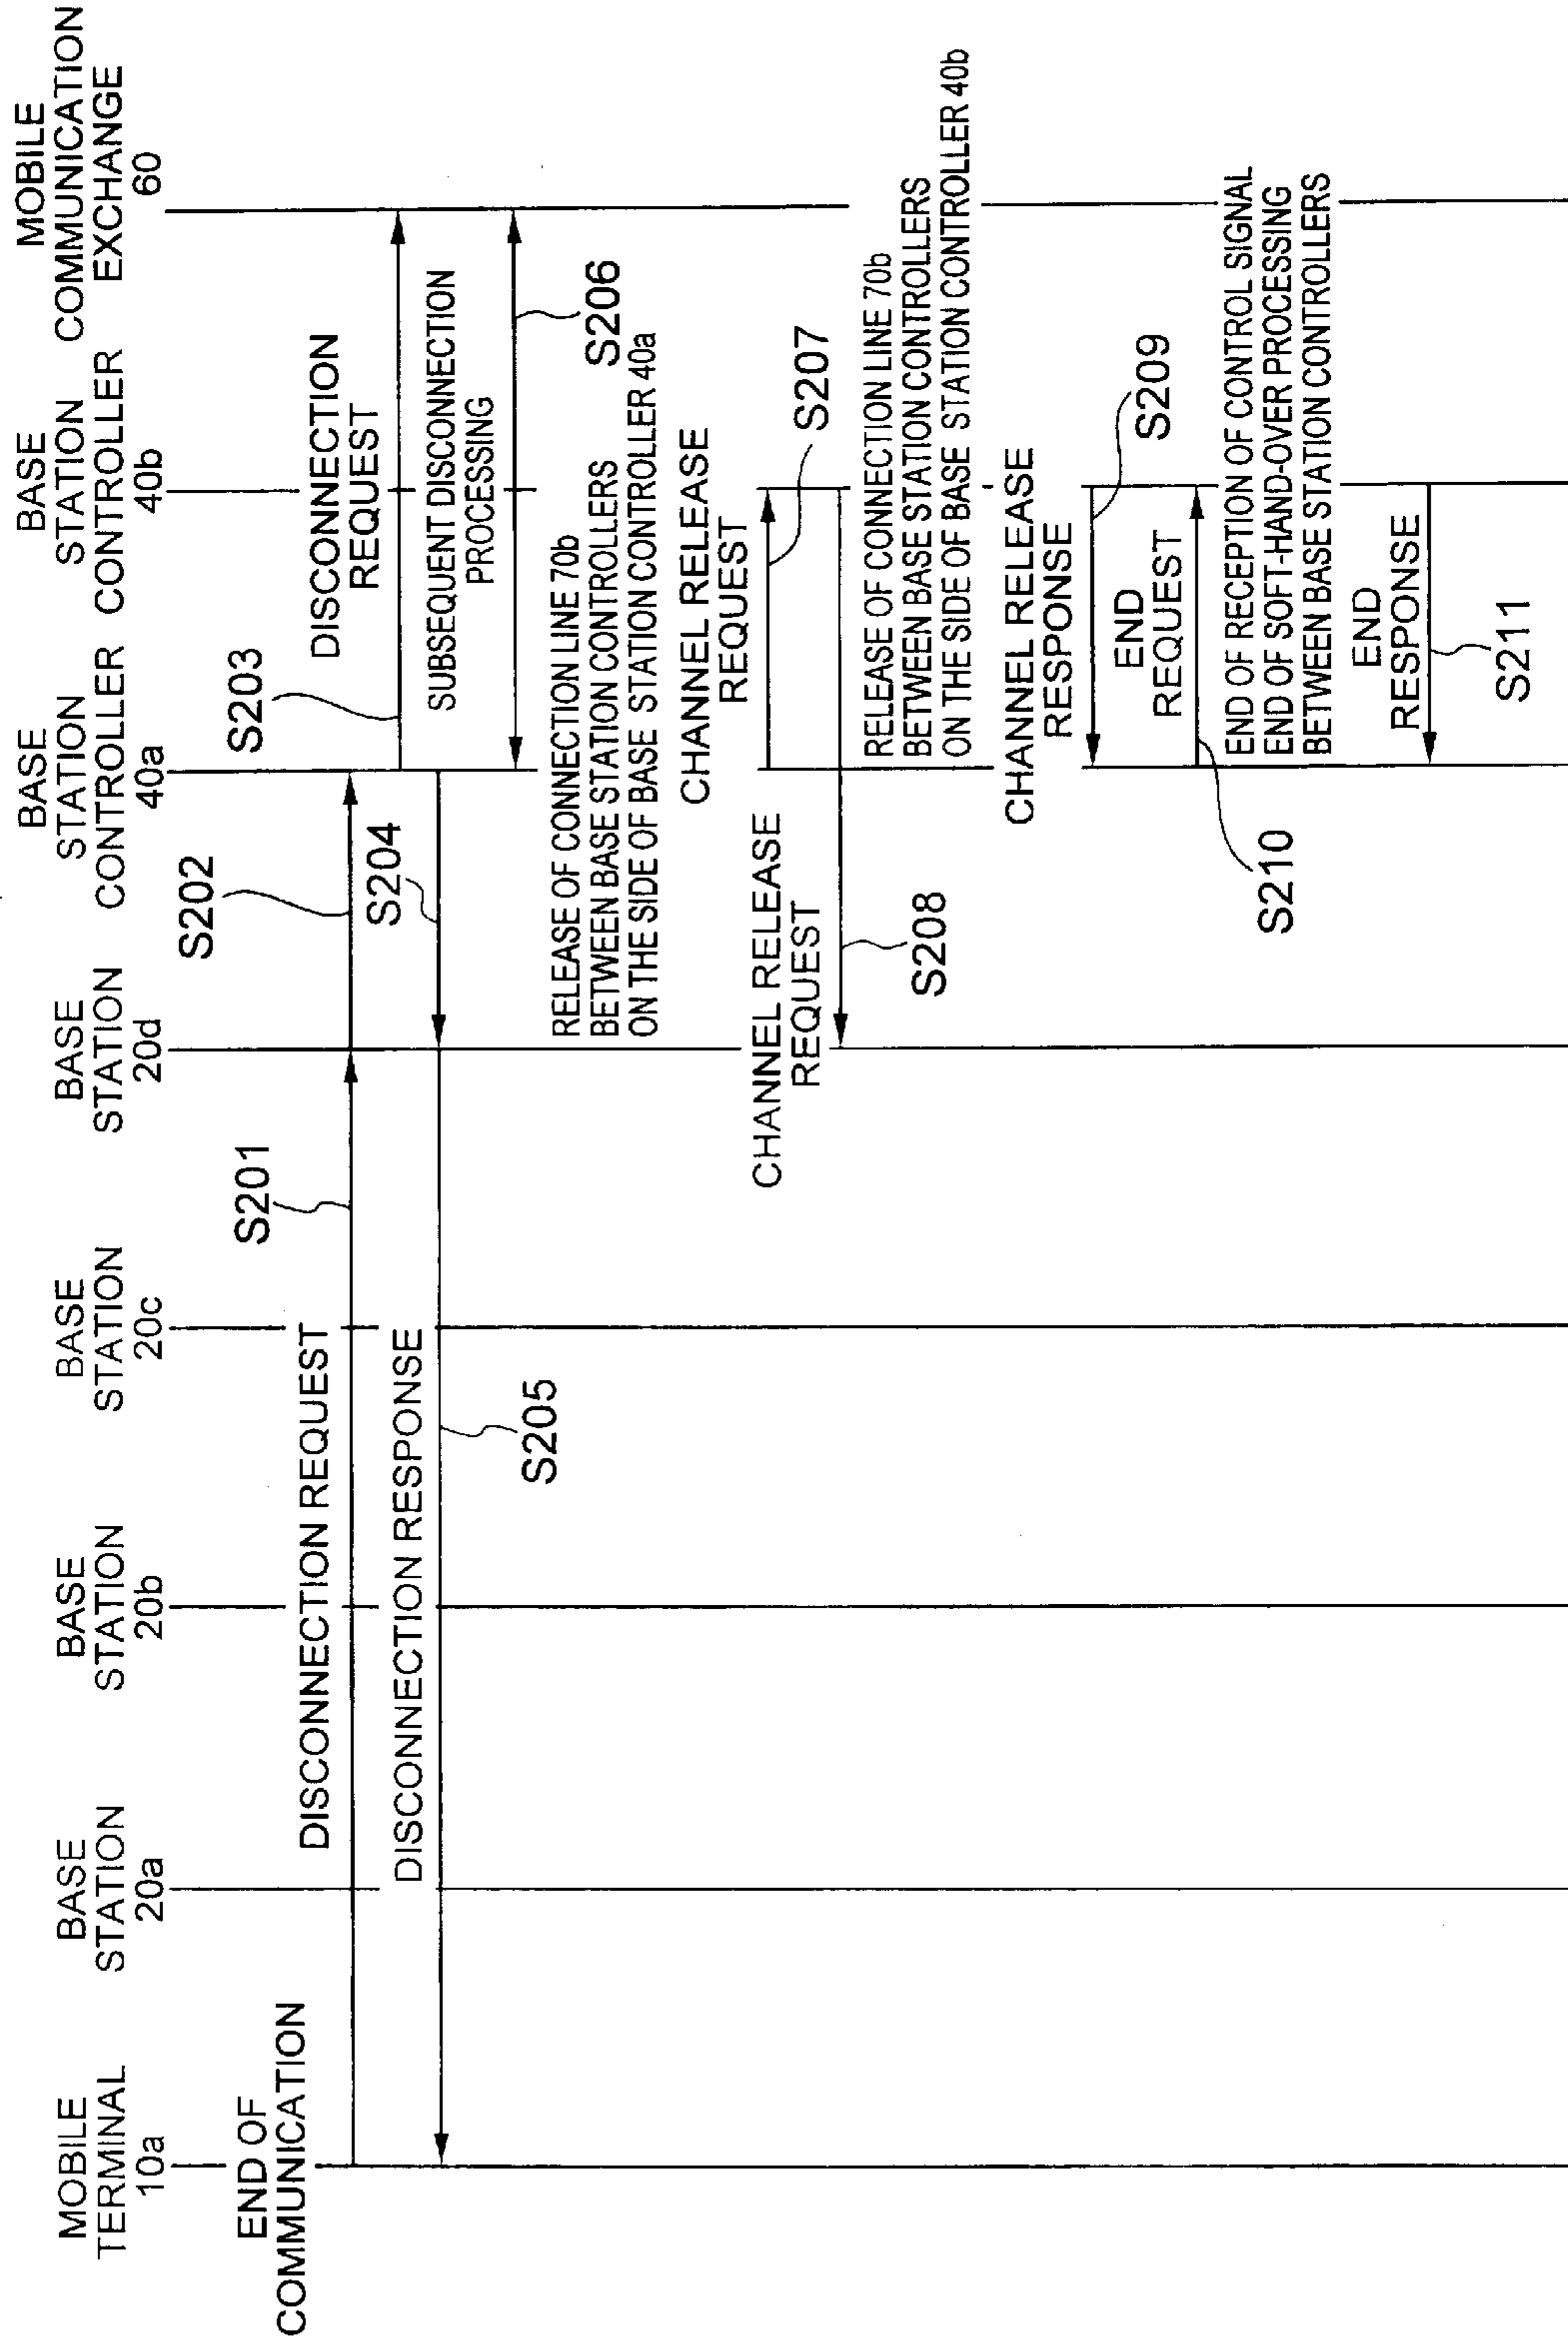 MOBILE
TERMINAL
10a
BASE
STATION
20a
BASE
STATION
20b
BASE
STATION
20c
BASE
STATION
20d
BASE
STATION
CONTROLLER
40a
BASE
STATION
CONTROLLER
40b
MOBILE
COMMUNICATION
EXCHANGE
60
END OF
COMMUNICATION
DISCONNECTION REQUEST
S201
S202
S203
DISCONNECTION
REQUEST
DISCONNECTION RESPONSE
S204
S205
SUBSEQUENT DISCONNECTION
PROCESSING
S206
RELEASE OF CONNECTION LINE 70b
BETWEEN BASE STATION CONTROLLERS
ON THE SIDE OF BASE STATION CONTROLLER 40a
CHANNEL RELEASE
REQUEST
S207
CHANNEL RELEASE
REQUEST
S208
RELEASE OF CONNECTION LINE 70b
BETWEEN BASE STATION CONTROLLERS
ON THE SIDE OF BASE STATION CONTROLLER 40b
CHANNEL RELEASE
RESPONSE
S209
END
REQUEST
S210
END OF RECEPTION OF CONTROL SIGNAL
END OF SOFT-HAND-OVER PROCESSING
BETWEEN BASE STATION CONTROLLERS
END
RESPONSE
S211